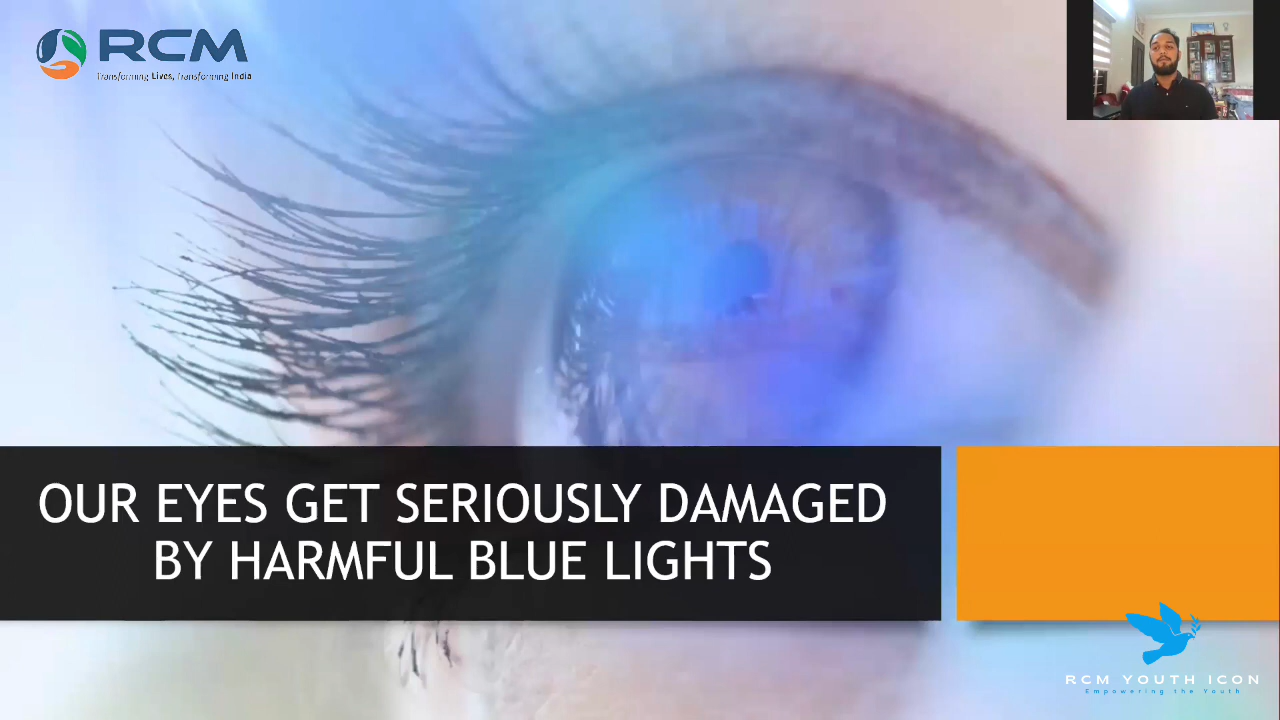 RCM
Transforming Lives, Transforming India
OUR EYES GET SERIOUSLY DAMAGED
BY HARMFUL BLUE LIGHTS
RCM YOUTH ICON
Empowering the Youth